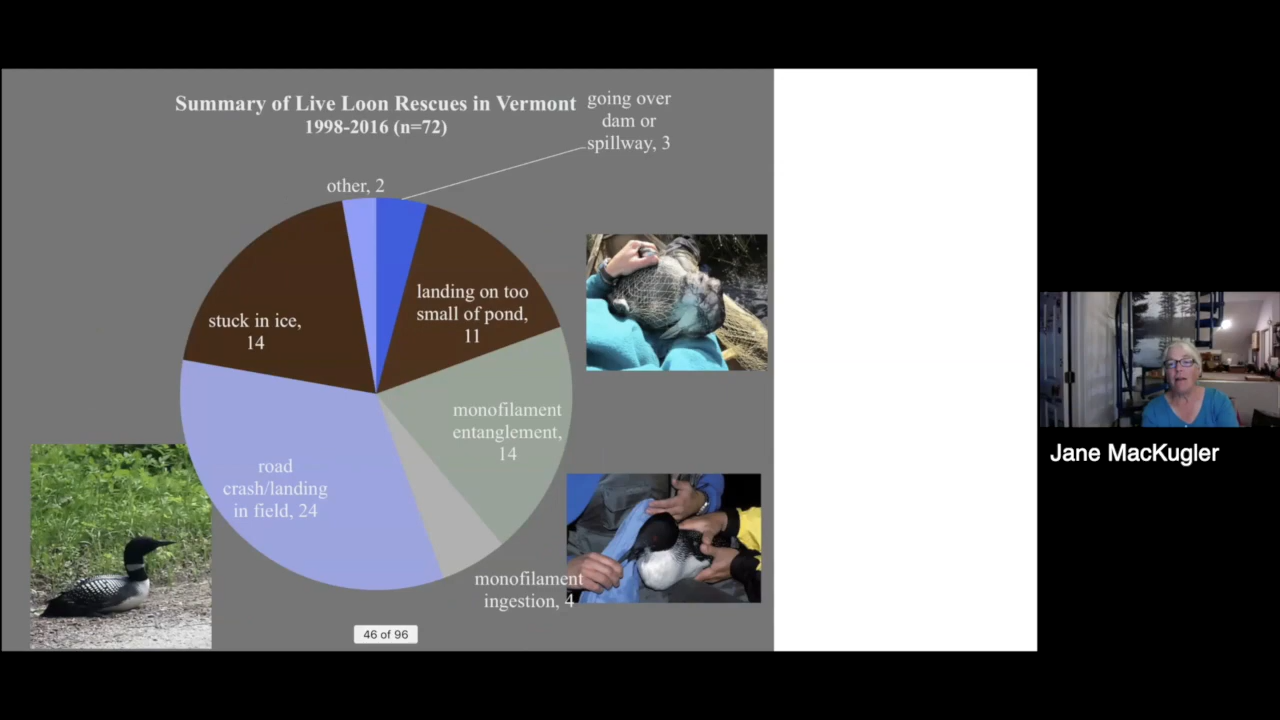 Summary of Live Loon Rescues in Vermont
1998-2016 (n=72)
going over
dam or
spillway, 3
other, 2
landing on too
small of pond,
11
stuck in ice,
14
monofilament
entanglement,
14
road
crash/landing
in field, 24
monofilament
ingestion, 4
46 of 96
Jane MacKugler